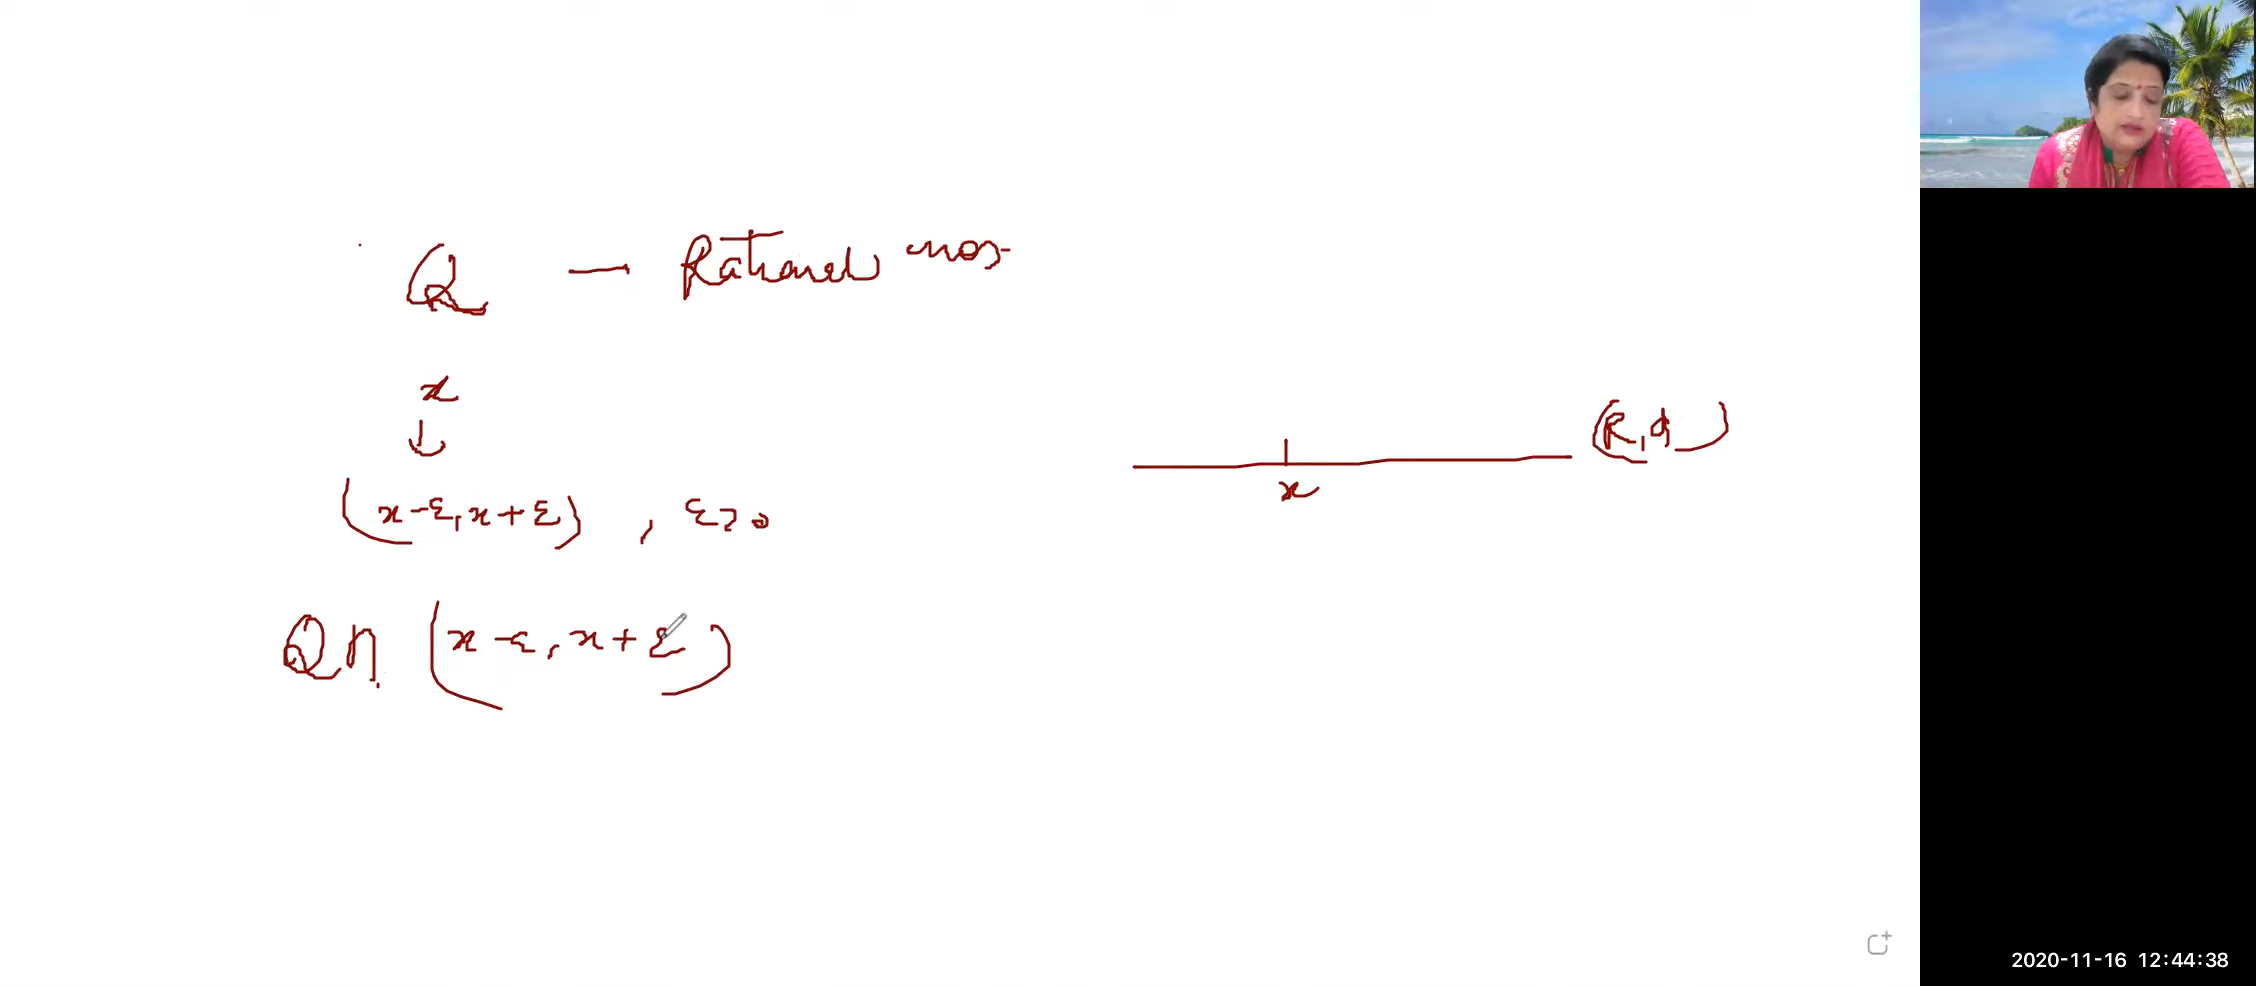 Q — Rational nos.
x
↓
(x-ε, x+ε) , ε>0
(R, d)
x
Q ∩ (x-ε, x+ε)
2020-11-16 12:44:38